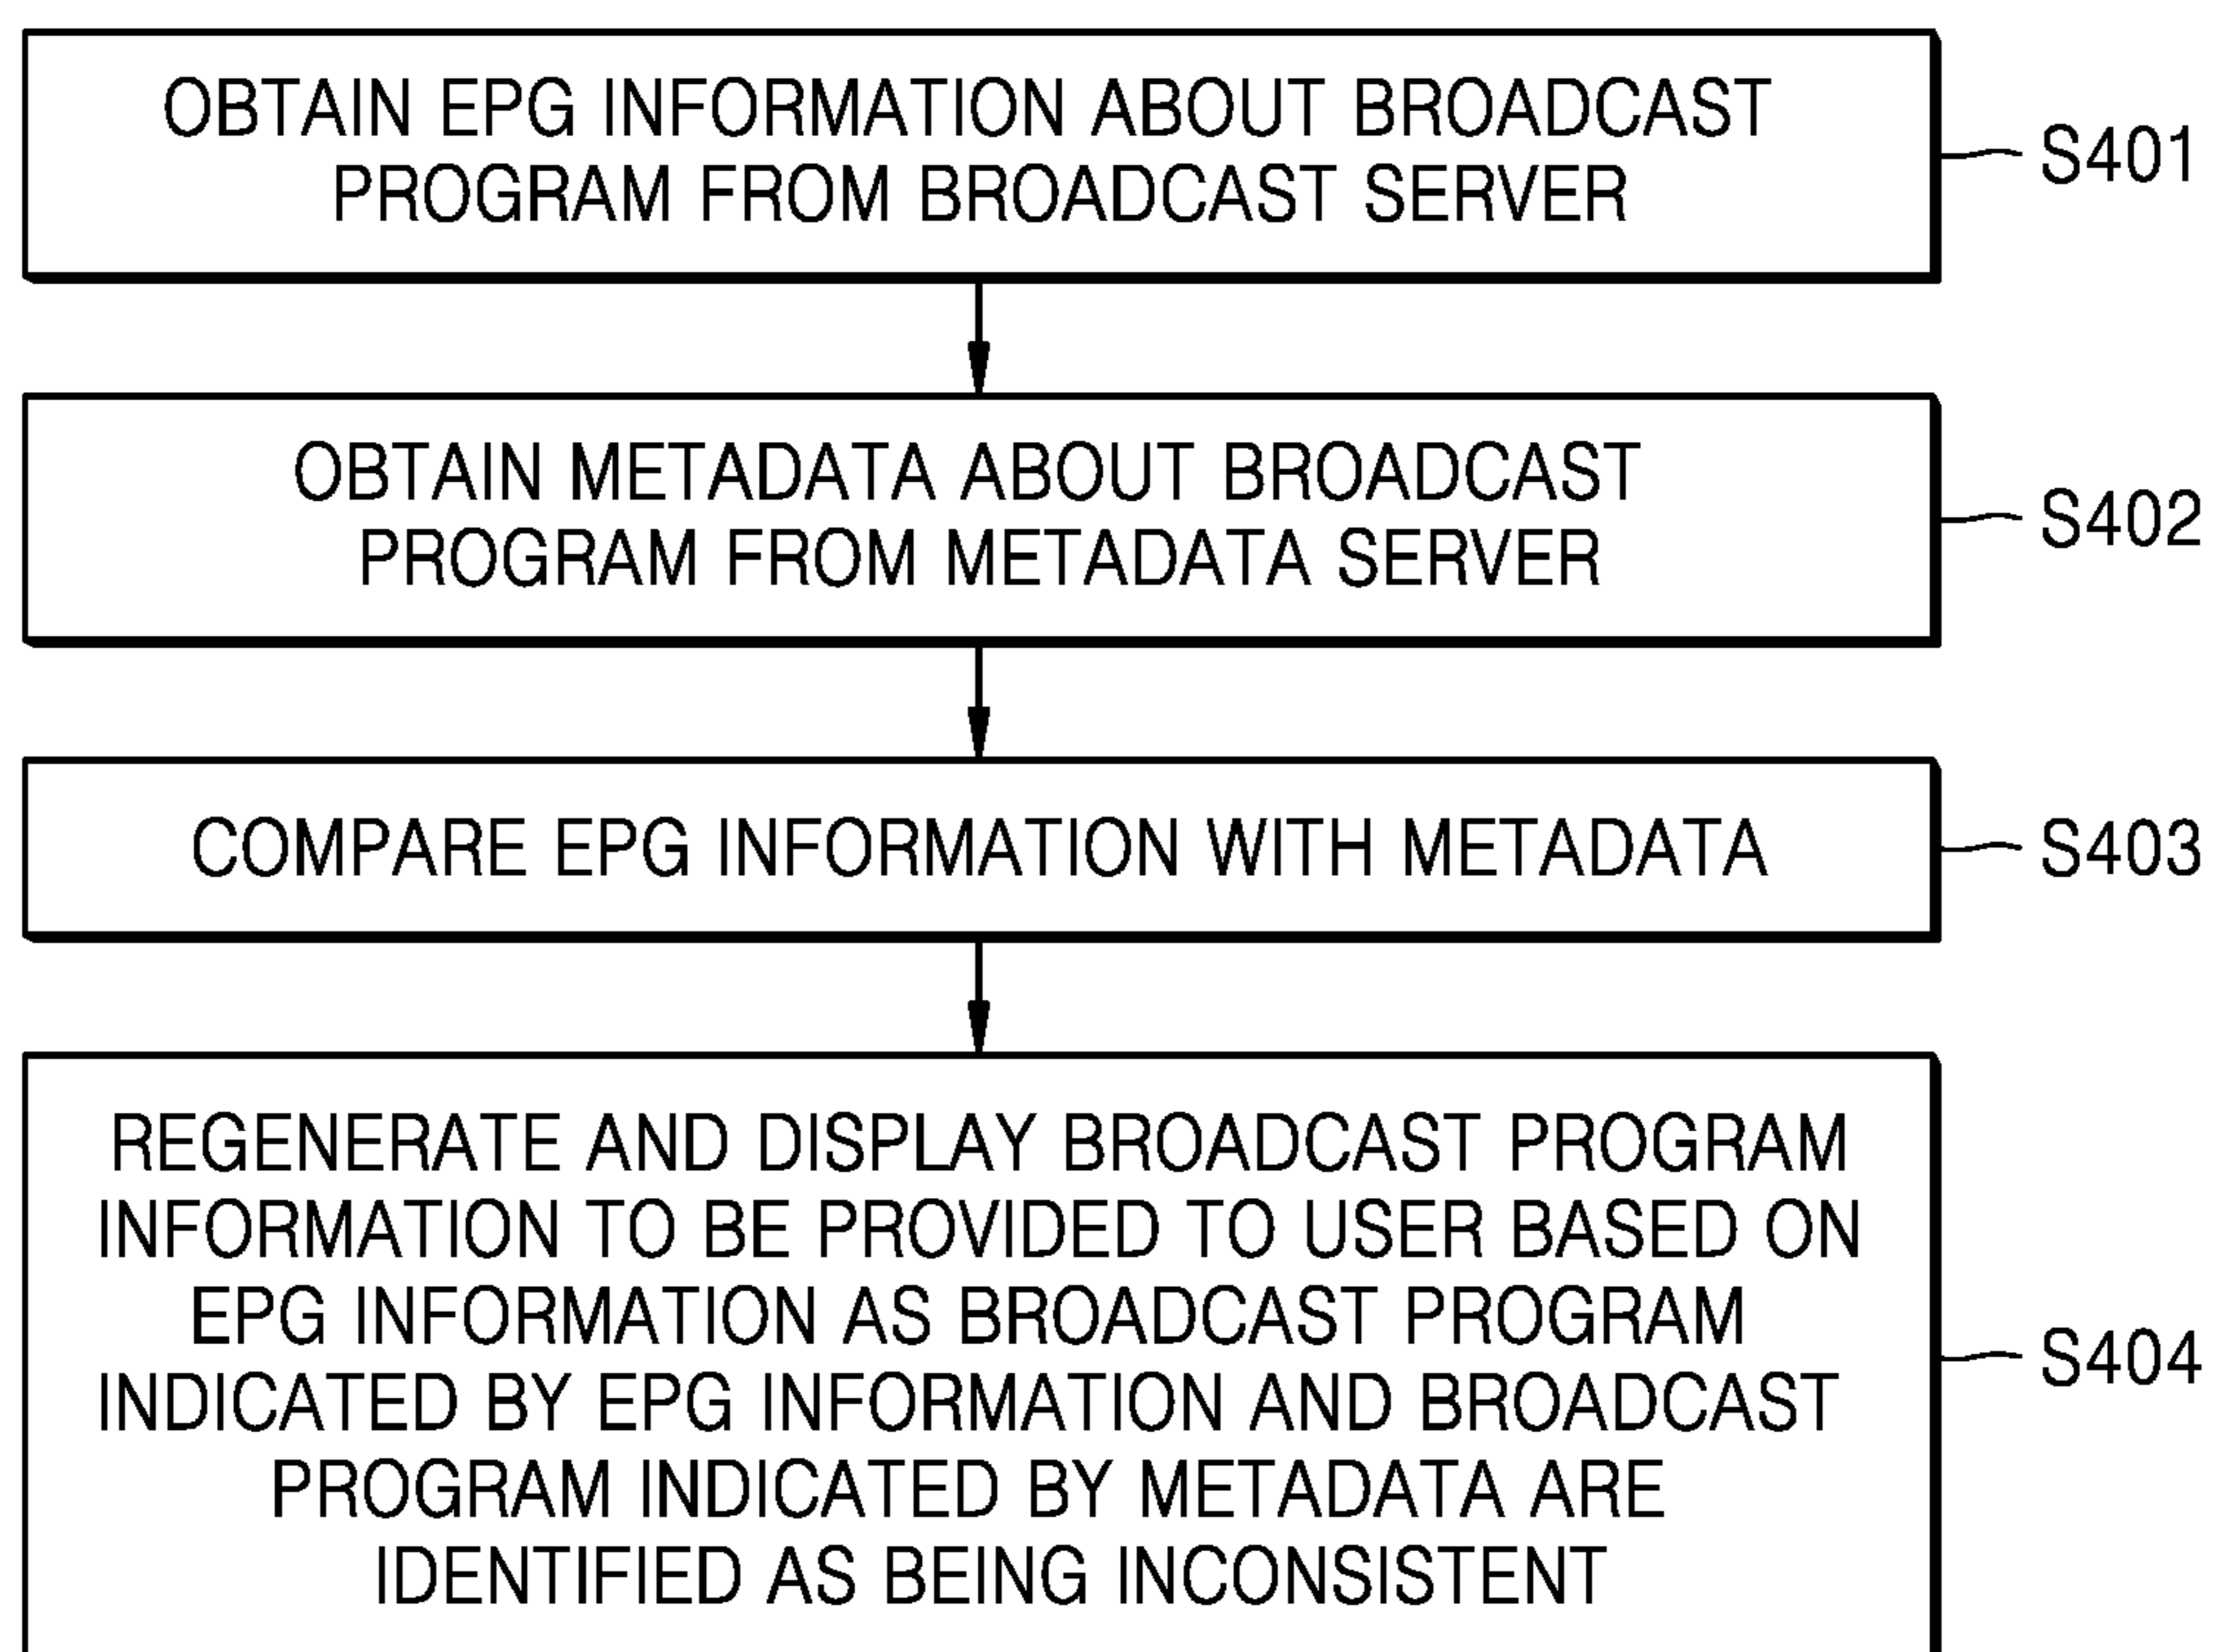 OBTAIN EPG INFORMATION ABOUT BROADCAST
PROGRAM FROM BROADCAST SERVER
S401
OBTAIN METADATA ABOUT BROADCAST
PROGRAM FROM METADATA SERVER
S402
COMPARE EPG INFORMATION WITH METADATA
S403
REGENERATE AND DISPLAY BROADCAST PROGRAM
INFORMATION TO BE PROVIDED TO USER BASED ON
EPG INFORMATION AS BROADCAST PROGRAM
INDICATED BY EPG INFORMATION AND BROADCAST
PROGRAM INDICATED BY METADATA ARE
IDENTIFIED AS BEING INCONSISTENT
S404